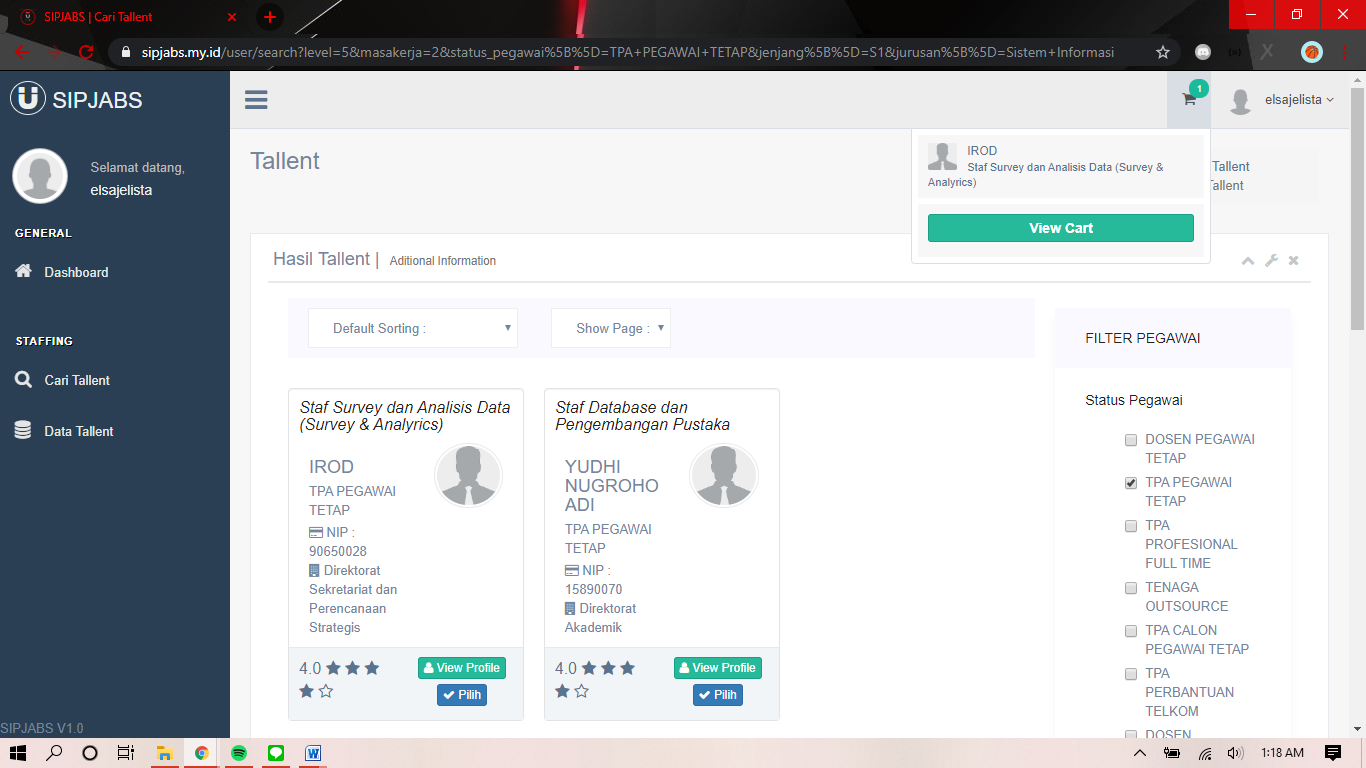 SIPJABS | Cari Tallent
sipjabs.my.id/user/search?level=5&masakerja=2&status_pegawai%5B%5D=TPA+PEGAWAI+TETAP&jenjang%5B%5D=S1&jurusan%5B%5D=Sistem+Informasi
SIPJABS
Selamat datang,
elsajelista
GENERAL
Dashboard
STAFFING
Cari Tallent
Data Tallent
SIPJABS V1.0
1
elsajelista
IROD
Staf Survey dan Analisis Data (Survey &
Analyrics)
View Cart
Tallent
Tallent
Tallent
Hasil Tallent | Aditional Information
Default Sorting :
Show Page :
Staf Survey dan Analisis Data
(Survey & Analyrics)
IROD
TPA PEGAWAI
TETAP
NIP :
90650028
Direktorat
Sekretariat dan
Perencanaan
Strategis
4.0
View Profile
Pilih
Staf Database dan
Pengembangan Pustaka
YUDHI
NUGROHO
ADI
TPA PEGAWAI
TETAP
NIP :
15890070
Direktorat
Akademik
4.0
View Profile
Pilih
FILTER PEGAWAI
Status Pegawai
DOSEN PEGAWAI
TETAP
TPA PEGAWAI
TETAP
TPA
PROFESIONAL
FULL TIME
TENAGA
OUTSOURCE
TPA CALON
PEGAWAI TETAP
TPA
PERBANTUAN
TELKOM
DOSEN
1:18 AM